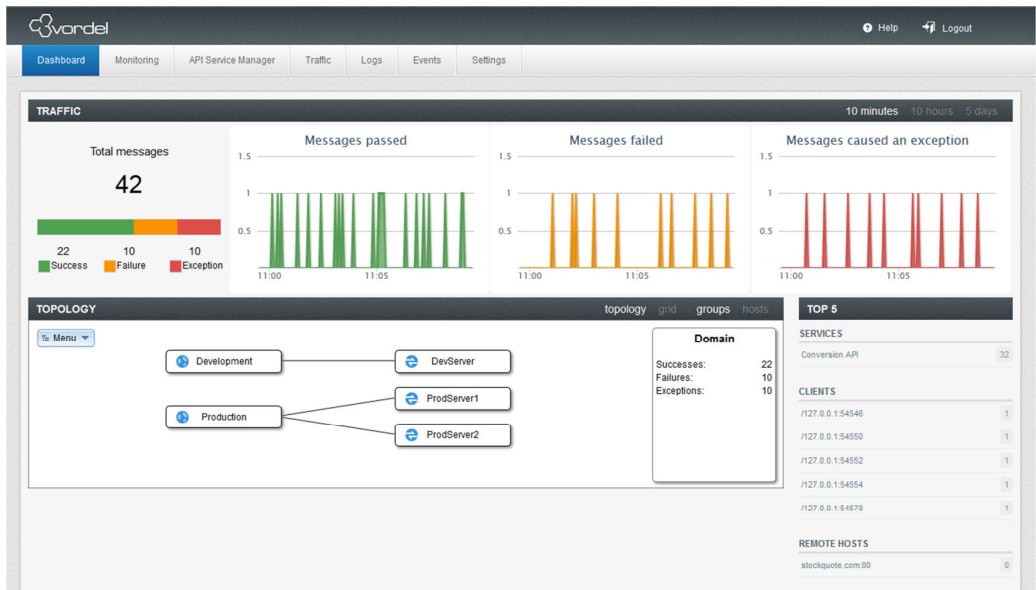 vordel
Help
Logout
Dashboard
Monitoring
API Service Manager
Traffic
Logs
Events
Settings
TRAFFIC
10 minutes 10 hours 5 days
Total messages
42
22 10 10
Success Failure Exception
Messages passed
1.5
1
0.5
11:00 11:05
Messages failed
1.5
1
0.5
11:00 11:05
Messages caused an exception
1.5
1
0.5
11:00 11:05
TOPOLOGY
topology grid groups hosts
Menu
Development
DevServer
Production
ProdServer1
ProdServer2
Domain
Successes: 22
Failures: 10
Exceptions: 10
TOP 5
SERVICES
Conversion API 32
CLIENTS
/127.0.0.1:54546 1
/127.0.0.1:54550 1
/127.0.0.1:54552 1
/127.0.0.1:54554 1
/127.0.0.1:54578 1
REMOTE HOSTS
stockquote.com:80 0